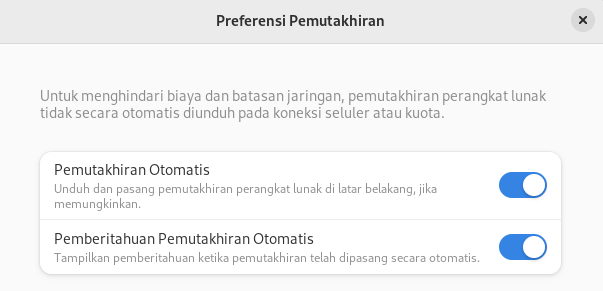 Preferensi Pemutakhiran
Untuk menghindari biaya dan batasan jaringan, pemutakhiran perangkat lunak
tidak secara otomatis diunduh pada koneksi seluler atau kuota.
Pemutakhiran Otomatis
Unduh dan pasang pemutakhiran perangkat lunak di latar belakang, jika
memungkinkan.
Pemberitahuan Pemutakhiran Otomatis
Tampilkan pemberitahuan ketika pemutakhiran telah dipasang secara otomatis.